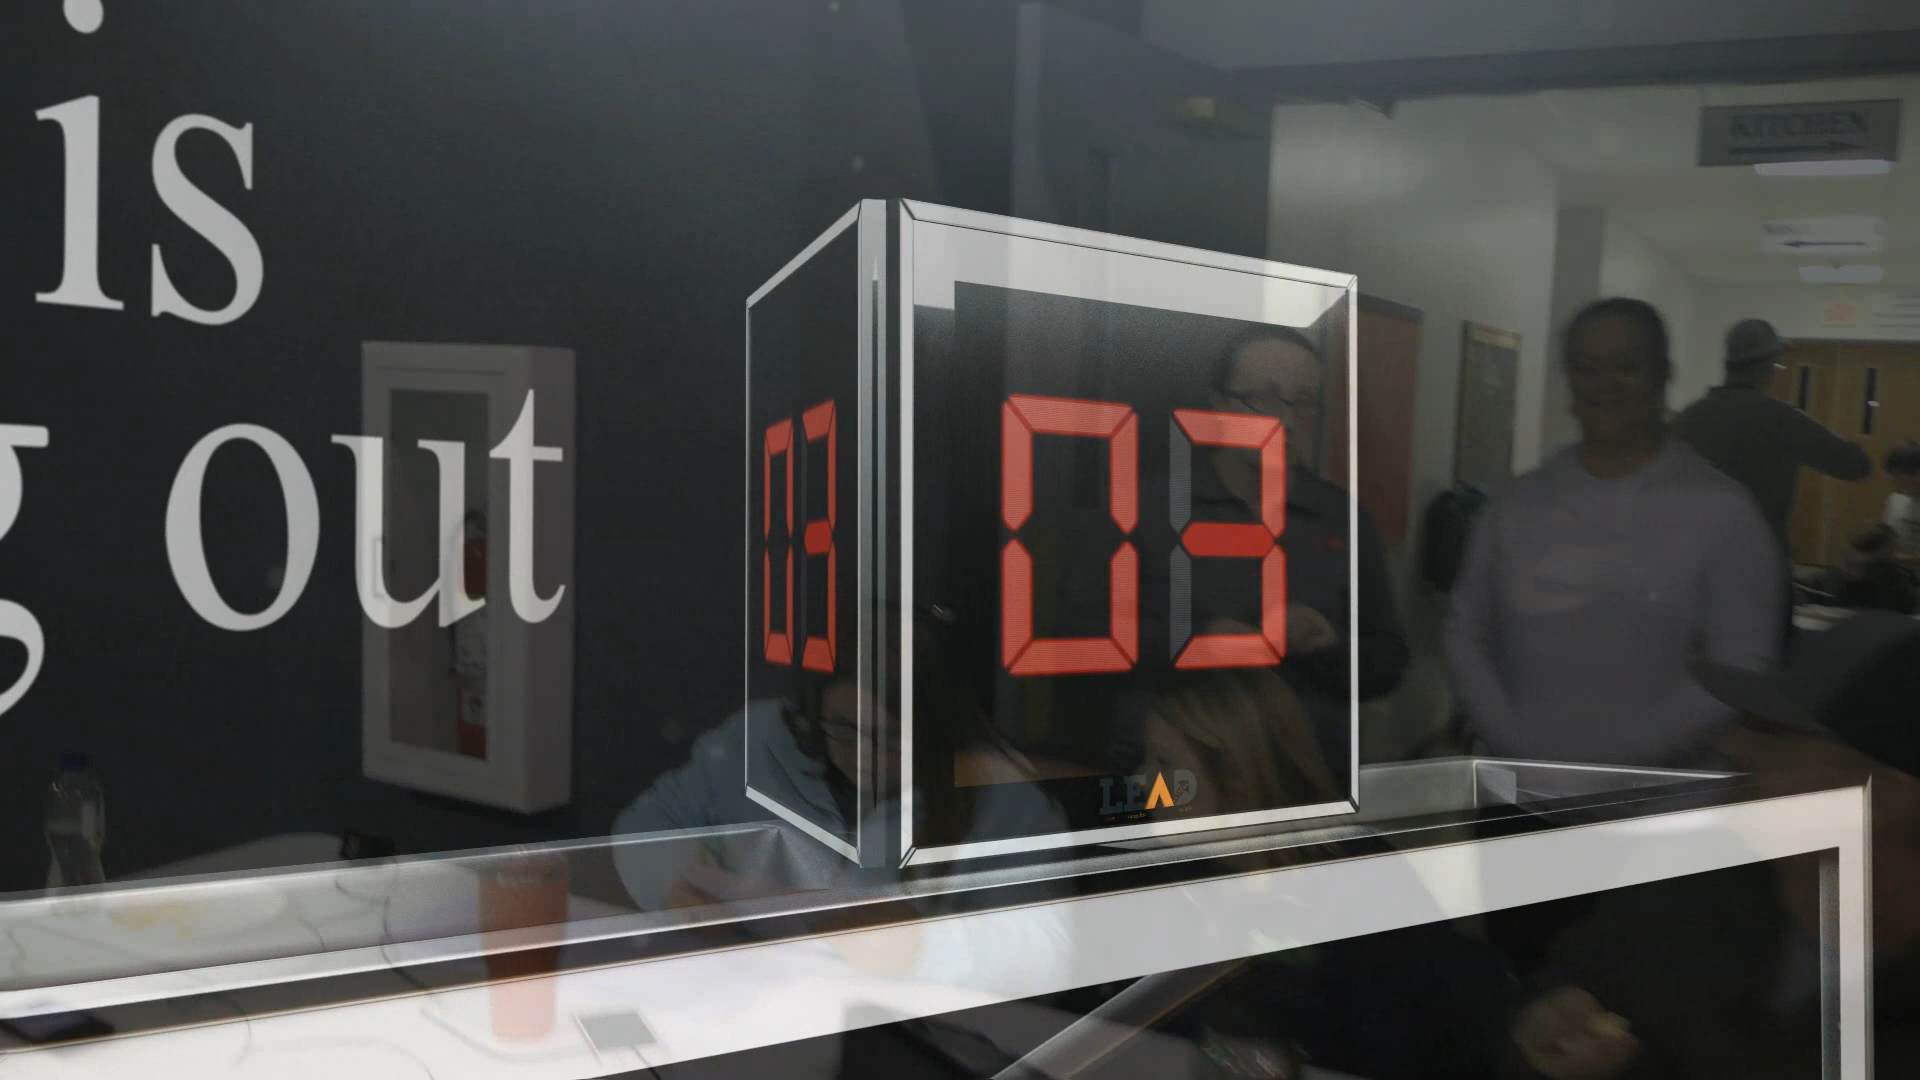 is
g out
03
03
LEAD
KITCHEN